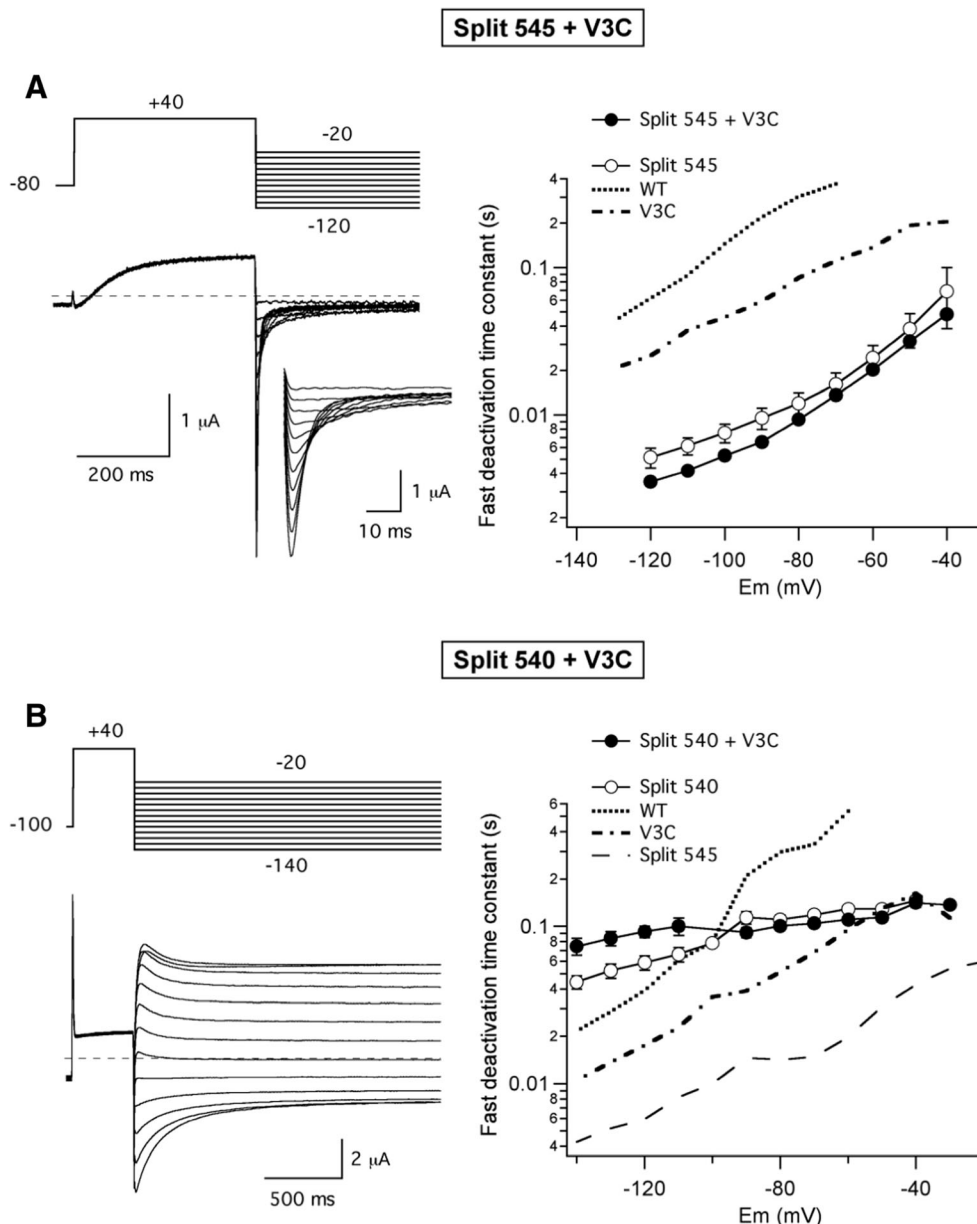 Split 545 + V3C
A
+40
-20
-80
-120
1 µA
200 ms
1 µA
10 ms
Split 545 + V3C
Split 545
WT
V3C
Fast deactivation time constant (s)
4
2
0.1
8
6
4
2
0.01
8
6
4
2
-140 -120 -100 -80 -60 -40
Em (mV)
Split 540 + V3C
B
+40
-20
-100
-140
2 µA
500 ms
Split 540 + V3C
Split 540
WT
V3C
Split 545
Fast deactivation time constant (s)
6
4
2
0.1
8
6
4
2
0.01
8
6
4
-120 -80 -40
Em (mV)